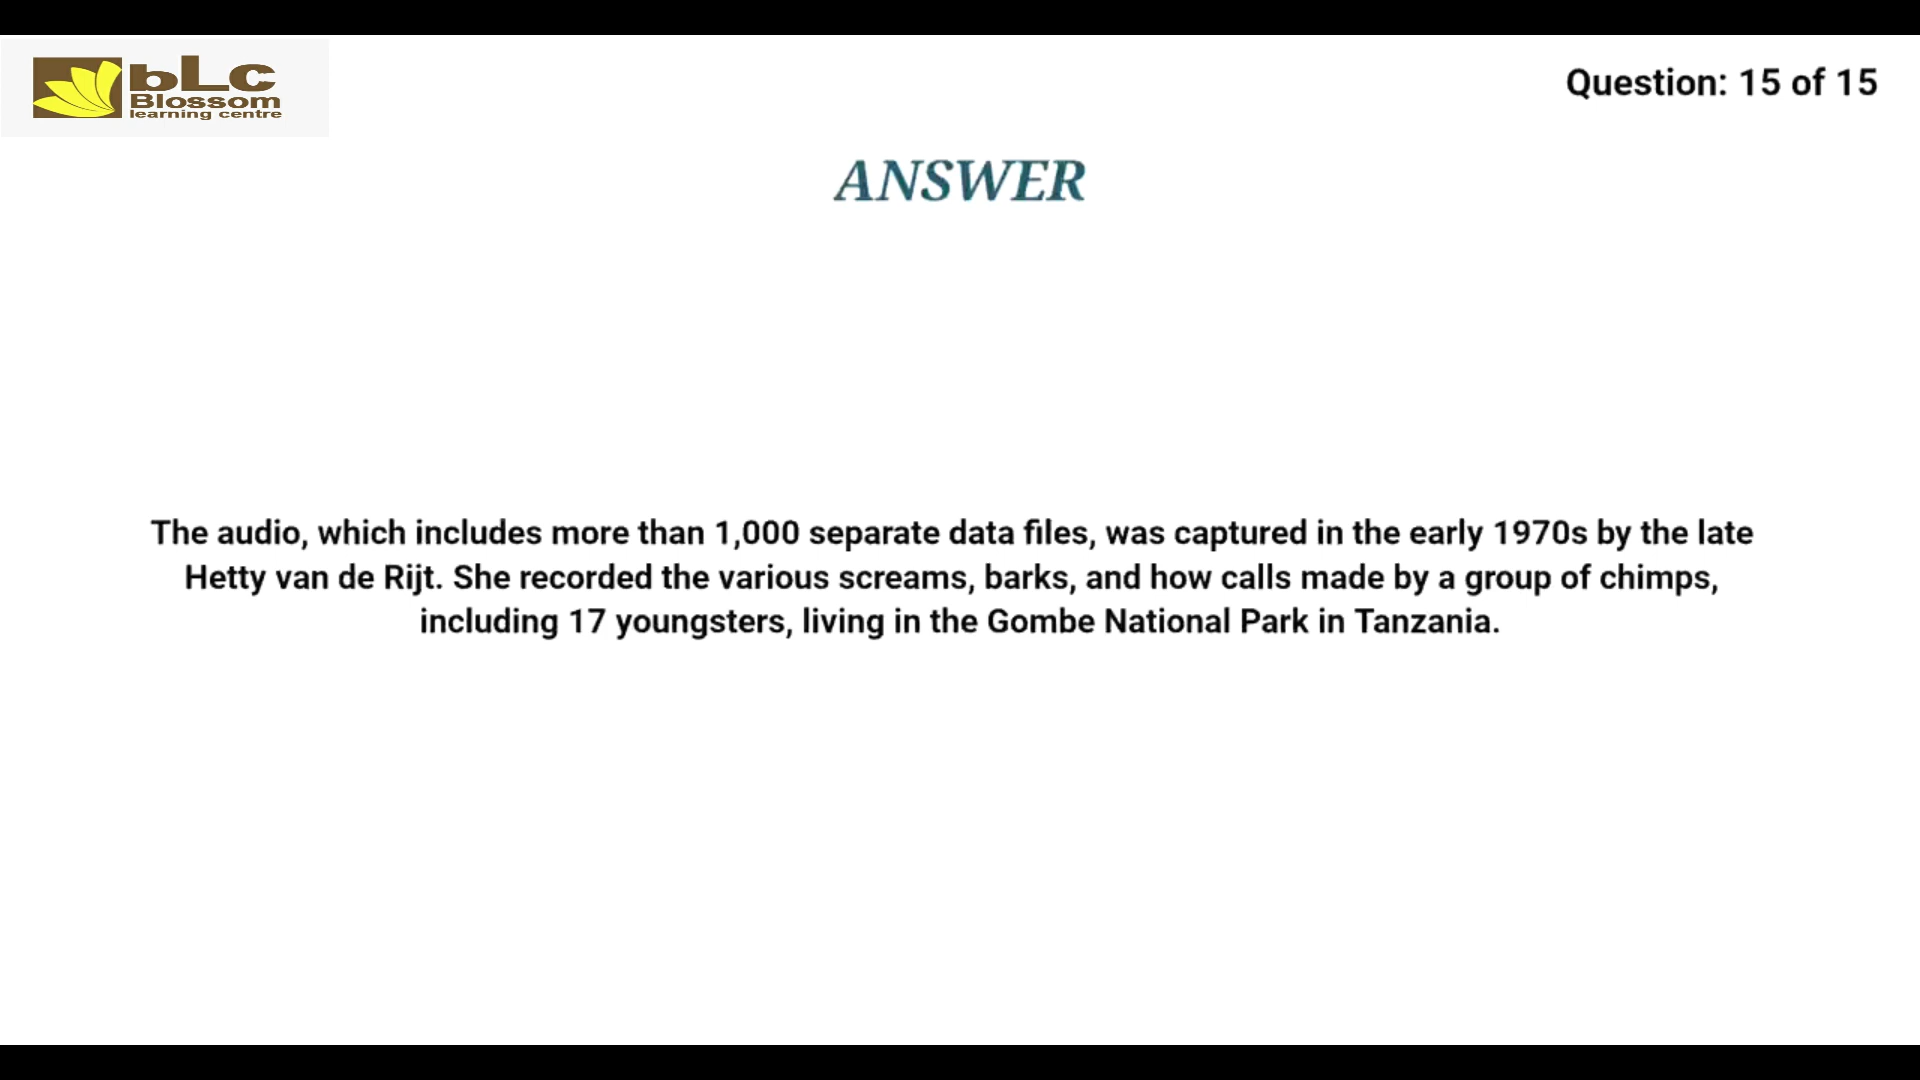 bLc
Blossom
learning centre
Question: 15 of 15
ANSWER
The audio, which includes more than 1,000 separate data files, was captured in the early 1970s by the late
Hetty van de Rijt. She recorded the various screams, barks, and how calls made by a group of chimps,
including 17 youngsters, living in the Gombe National Park in Tanzania.